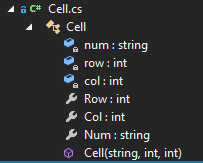 C# Cell.cs
Cell
num : string
row : int
col : int
Row : int
Col : int
Num : string
Cell(string, int, int)